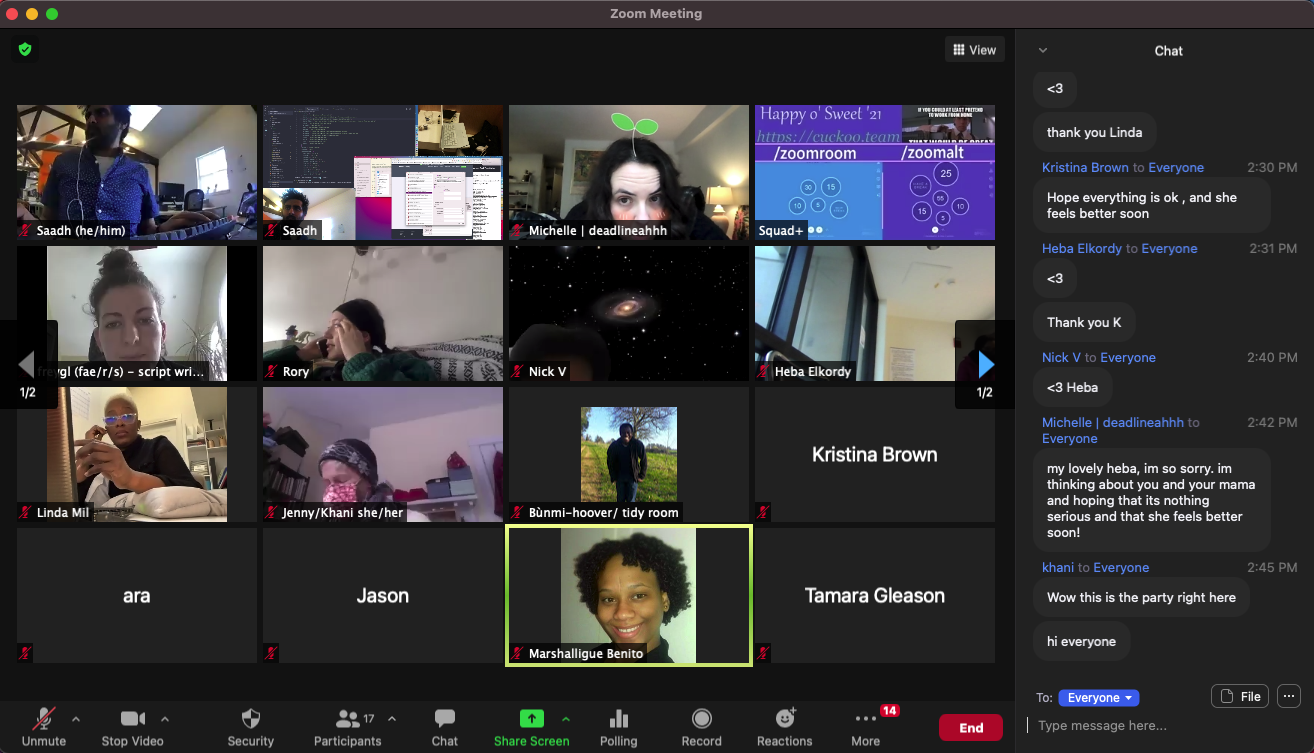 Zoom Meeting
View
Saadh (he/him)
Saadh
Michelle | deadlineahhh
Happy o' Sweet '21
https://cuckoo.team
/zoomroom
/zoomalt
IF YOU COULD AT LEAST PRETEND
TO WORK FROM HOME
THAT WOULD BE GREAT
30
15
10
5
25
55
15
10
5
Squad+
freygl (fae/r/s) – script wri...
Rory
Nick V
Heba Elkordy
1/2
1/2
Linda Mil
Jenny/Khani she/her
Bùnmi-hoover/ tidy room
Kristina Brown
ara
Jason
Marshalligue Benito
Tamara Gleason
Unmute
Stop Video
Security
17
Participants
Chat
Share Screen
Polling
Record
Reactions
14
More
End
Chat
<3
thank you Linda
Kristina Brown to Everyone 2:30 PM
Hope everything is ok , and she
feels better soon
Heba Elkordy to Everyone 2:31 PM
<3
Thank you K
Nick V to Everyone 2:40 PM
<3 Heba
Michelle | deadlineahhh to 2:42 PM
Everyone
my lovely heba, im so sorry. im
thinking about you and your mama
and hoping that its nothing
serious and that she feels better
soon!
khani to Everyone 2:45 PM
Wow this is the party right here
hi everyone
To: Everyone
File
Type message here...